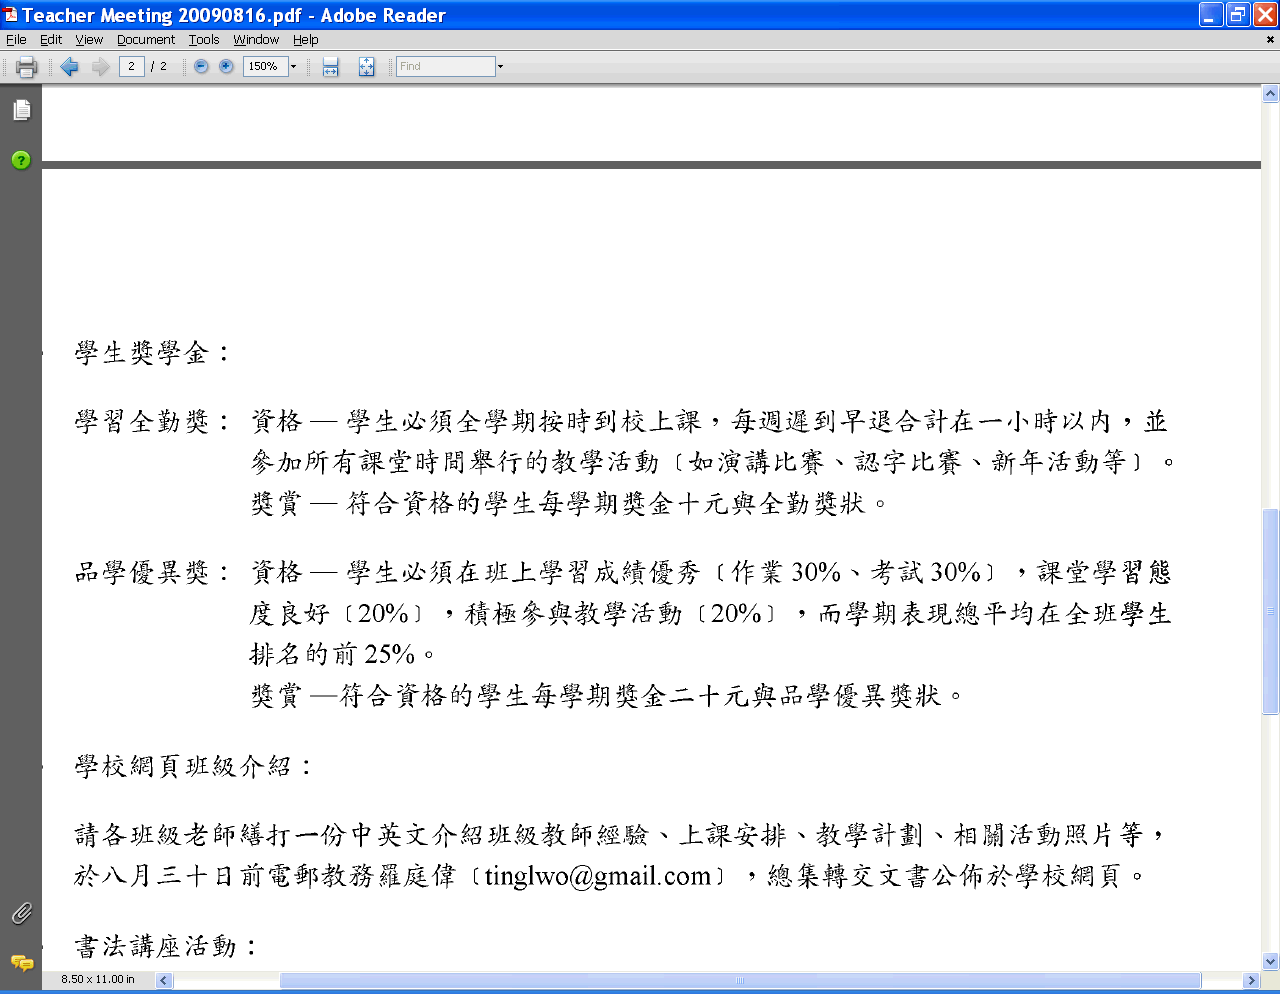 Teacher Meeting 20090816.pdf - Adobe Reader
File Edit View Document Tools Window Help
2 / 2 150% Find
學生獎學金：
學習全勤獎： 資格 — 學生必須全學期按時到校上課，每週遲到早退合計在一小時以內，並
參加所有課堂時間舉行的教學活動〔如演講比賽、認字比賽、新年活動等〕。
獎賞 — 符合資格的學生每學期獎金十元與全勤獎狀。
品學優異獎： 資格 — 學生必須在班上學習成績優秀〔作業 30%、考試 30%〕，課堂學習態
度良好〔20%〕，積極參與教學活動〔20%〕，而學期表現總平均在全班學生
排名的前 25%。
獎賞 —符合資格的學生每學期獎金二十元與品學優異獎狀。
學校網頁班級介紹：
請各班級老師繕打一份中英文介紹班級教師經驗、上課安排、教學計劃、相關活動照片等，
於八月三十日前電郵教務羅庭偉〔tinglwo@gmail.com〕，總集轉交文書公佈於學校網頁。
書法講座活動：
8.50 x 11.00 in